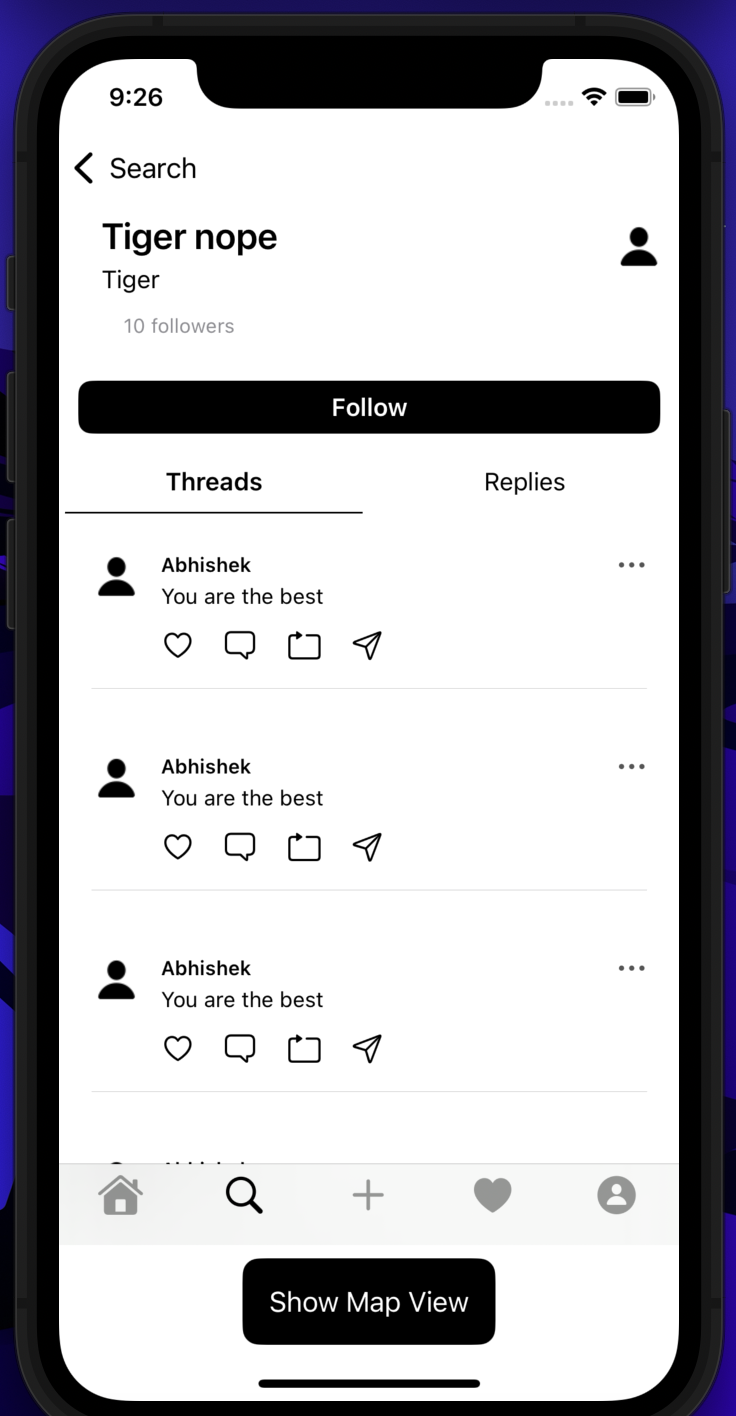 9:26
Search
Tiger nope
Tiger
10 followers
Follow
Threads
Replies
Abhishek
You are the best
Abhishek
You are the best
Abhishek
You are the best
Show Map View